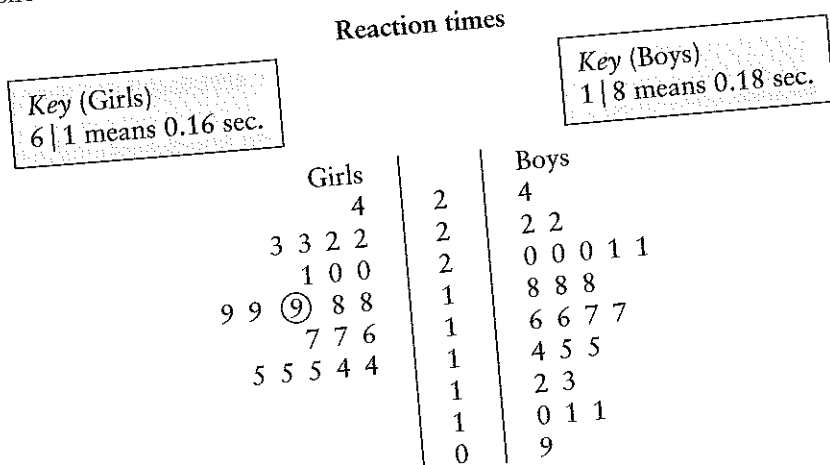 Reaction times
Key (Girls)
6 | 1 means 0.16 sec.
Key (Boys)
1 | 8 means 0.18 sec.
Girls Boys
4 | 2 | 4
3 3 2 2 | 2 | 2 2
1 0 0 | 2 | 0 0 0 1 1
9 9 9 8 8 | 1 | 8 8 8
7 7 6 | 1 | 6 6 7 7
5 5 5 4 4 | 1 | 4 5 5
1 | 2 3
1 | 0 1 1
0 | 9